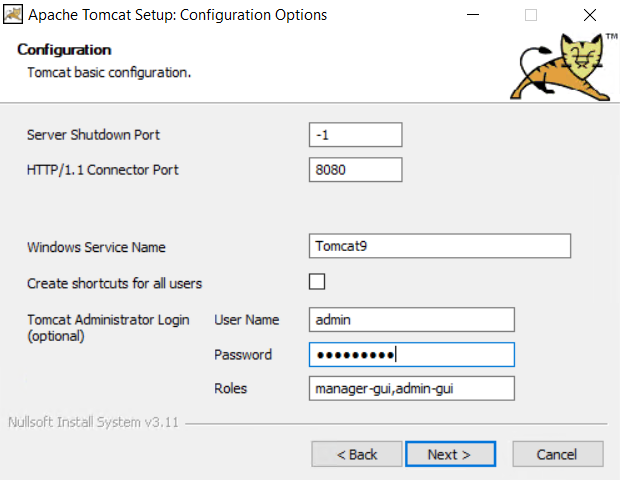 Apache Tomcat Setup: Configuration Options
Configuration
Tomcat basic configuration.
TM
Server Shutdown Port
-1
HTTP/1.1 Connector Port
8080
Windows Service Name
Tomcat9
Create shortcuts for all users
Tomcat Administrator Login
(optional)
User Name
admin
Password
●●●●●●●●●
Roles
manager-gui,admin-gui
Nullsoft Install System v3.11
< Back
Next >
Cancel